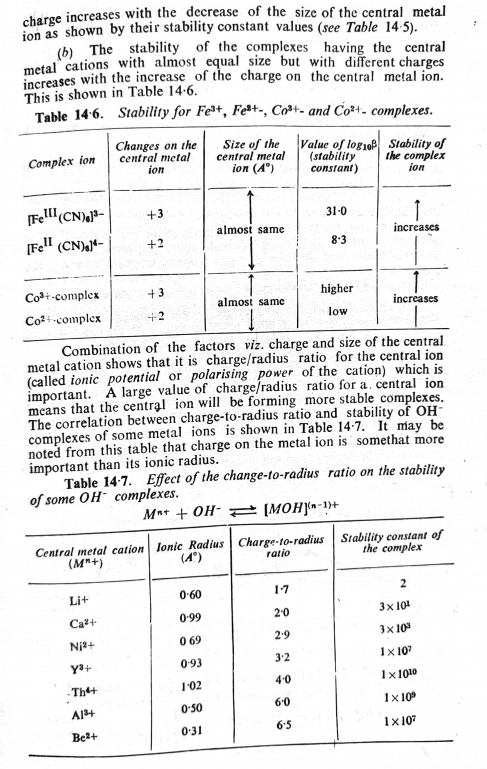 charge increases with the decrease of the size of the central metal
ion as shown by their stability constant values (see Table 14·5).
(b) The stability of the complexes having the central
metal cations with almost equal size but with different charges
increases with the increase of the charge on the central metal ion.
This is shown in Table 14·6.
Table 14·6. Stability for Fe³⁺, Fe²⁺-, Co³⁺- and Co²⁺- complexes.
Complex ion | Changes on the central metal ion | Size of the central metal ion (A°) | Value of log₁₀β (stability constant) | Stability of the complex ion
[Feᴵᴵᴵ(CN)₆]³⁻ | +3 | almost same | 31·0 | increases
[Feᴵᴵ (CN)₆]⁴⁻ | +2 | 8·3
Co³⁺-complex | +3 | almost same | higher | increases
Co²⁺-complex | +2 | low
Combination of the factors viz. charge and size of the central
metal cation shows that it is charge/radius ratio for the central ion
(called ionic potential or polarising power of the cation) which is
important. A large value of charge/radius ratio for a central ion
means that the central ion will be forming more stable complexes.
The correlation between charge-to-radius ratio and stability of OH⁻
complexes of some metal ions is shown in Table 14·7. It may be
noted from this table that charge on the metal ion is somethat more
important than its ionic radius.
Table 14·7. Effect of the change-to-radius ratio on the stability
of some OH⁻ complexes.
Mⁿ⁺ + OH⁻ ⇌ [MOH]⁽ⁿ⁻¹⁾⁺
Central metal cation (Mⁿ⁺) | Ionic Radius (A°) | Charge-to-radius ratio | Stability constant of the complex
Li⁺ | 0·60 | 1·7 | 2
Ca²⁺ | 0·99 | 2·0 | 3×10¹
Ni²⁺ | 0 69 | 2·9 | 3×10³
Y³⁺ | 0·93 | 3·2 | 1×10⁷
Th⁴⁺ | 1·02 | 4·0 | 1×10¹⁰
Al³⁺ | 0·50 | 6·0 | 1×10⁹
Be²⁺ | 0·31 | 6·5 | 1×10⁷